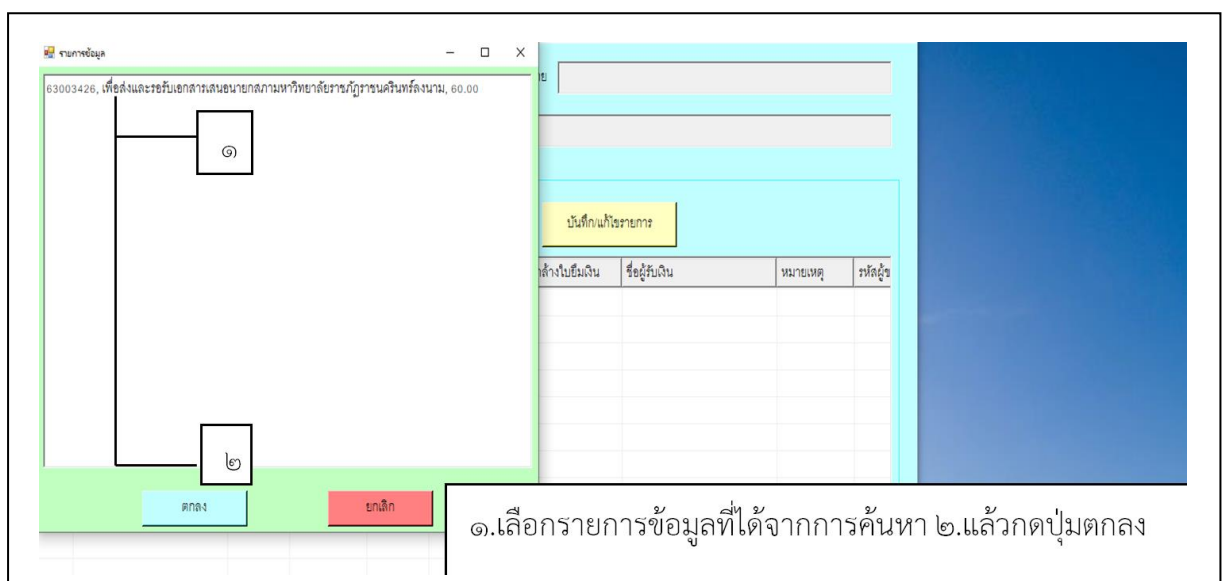 รายการข้อมูล
63003426, เพื่อส่งและรอรับเอกสารเสนอนายกสภามหาวิทยาลัยราชภัฏราชนครินทร์ลงนาม, 60.00
๑
๒
ตกลง
ยกเลิก
บันทึก/แก้ไขรายการ
ล้างใบยืมเงิน
ชื่อผู้รับเงิน
หมายเหตุ
๑.เลือกรายการข้อมูลที่ได้จากการค้นหา ๒.แล้วกดปุ่มตกลง